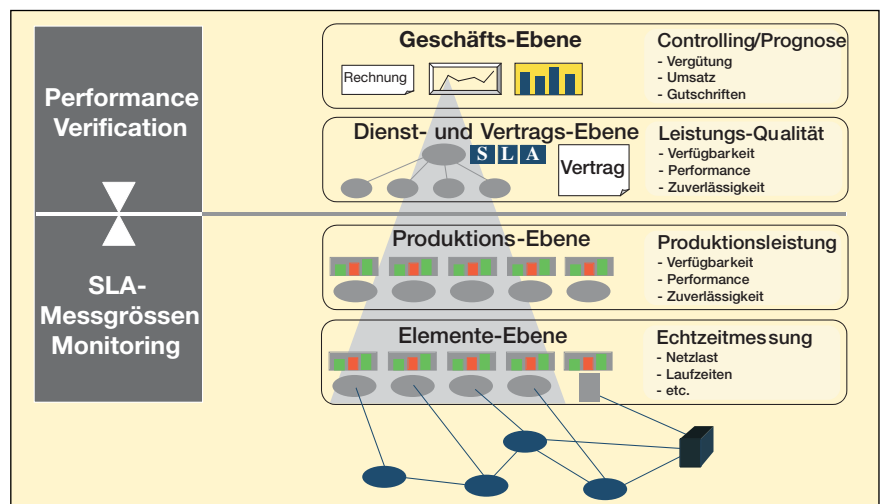 Performance
Verification
SLA-
Messgrössen
Monitoring
Geschäfts-Ebene
Rechnung
Controlling/Prognose
- Vergütung
- Umsatz
- Gutschriften
Dienst- und Vertrags-Ebene
S L A
Vertrag
Leistungs-Qualität
- Verfügbarkeit
- Performance
- Zuverlässigkeit
Produktions-Ebene
Produktionsleistung
- Verfügbarkeit
- Performance
- Zuverlässigkeit
Elemente-Ebene
Echtzeitmessung
- Netzlast
- Laufzeiten
- etc.